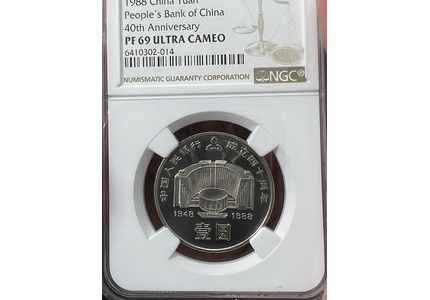 1988 China Yuan
People's Bank of China
40th Anniversary
PF 69 ULTRA CAMEO
6410302-014
NUMISMATIC GUARANTY CORPORATION
NGC
中国人民银行 成立四十周年
1948 1988
壹圆